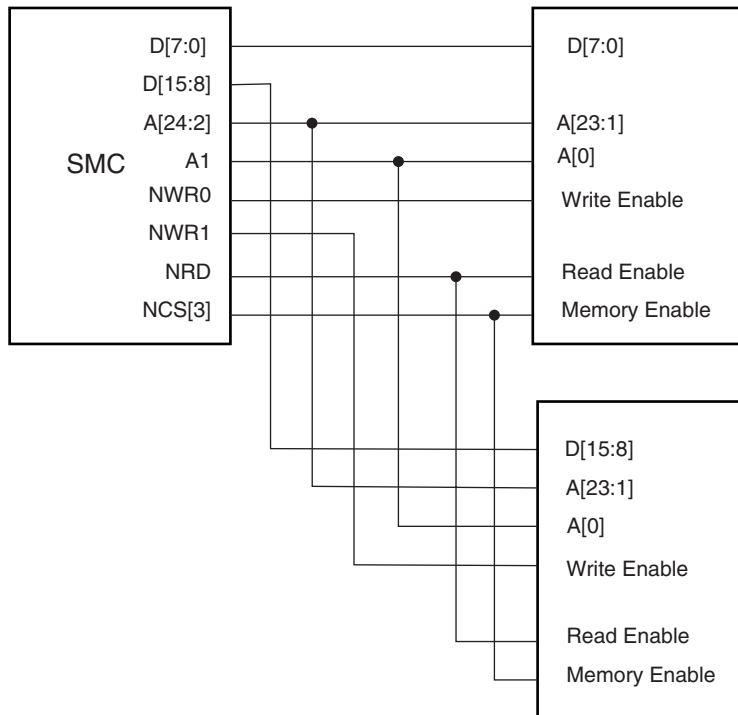 D[7:0]
D[15:8]
A[24:2]
A1
SMC
NWR0
NWR1
NRD
NCS[3]
D[7:0]
A[23:1]
A[0]
Write Enable
Read Enable
Memory Enable
D[15:8]
A[23:1]
A[0]
Write Enable
Read Enable
Memory Enable